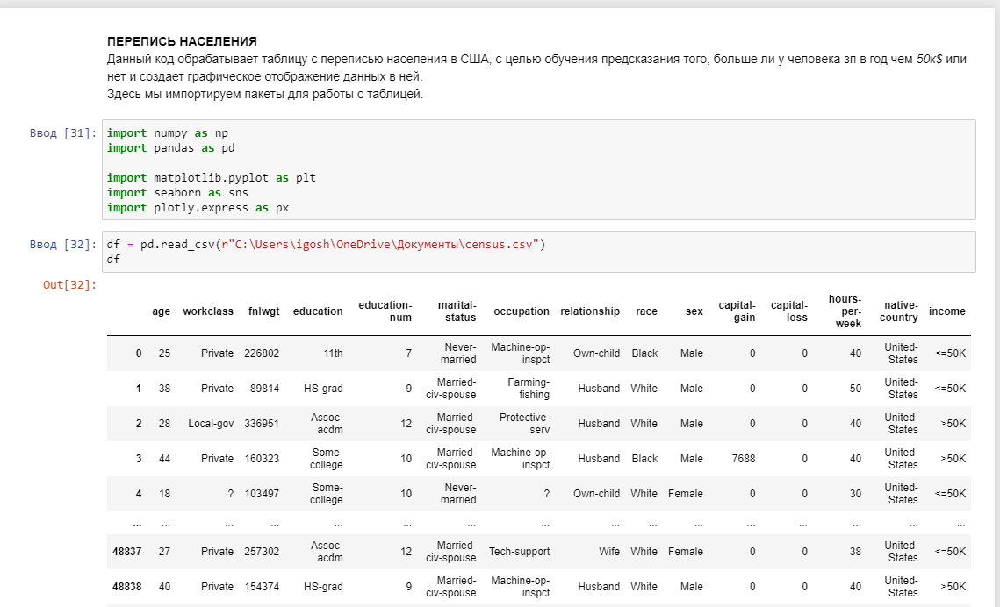 ПЕРЕПИСЬ НАСЕЛЕНИЯ
Данный код обрабатывает таблицу с переписью населения в США, с целью обучения предсказания того, больше ли у человека зп в год чем 50к$ или
нет и создает графическое отображение данных в ней.
Здесь мы импортируем пакеты для работы с таблицей.
Ввод [31]:
import numpy as np
import pandas as pd
import matplotlib.pyplot as plt
import seaborn as sns
import plotly.express as px
Ввод [32]:
df = pd.read_csv(r"C:\Users\igosh\OneDrive\Документы\census.csv")
df
Out[32]:
age workclass fnlwgt education education-num marital-status occupation relationship race sex capital-gain capital-loss hours-per-week native-country income
0 25 Private 226802 11th 7 Never-married Machine-op-inspct Own-child Black Male 0 0 40 United-States <=50K
1 38 Private 89814 HS-grad 9 Married-civ-spouse Farming-fishing Husband White Male 0 0 50 United-States <=50K
2 28 Local-gov 336951 Assoc-acdm 12 Married-civ-spouse Protective-serv Husband White Male 0 0 40 United-States >50K
3 44 Private 160323 Some-college 10 Married-civ-spouse Machine-op-inspct Husband Black Male 7688 0 40 United-States >50K
4 18 ? 103497 Some-college 10 Never-married ? Own-child White Female 0 0 30 United-States <=50K
... ... ... ... ... ... ... ... ... ... ... ... ... ... ... ...
48837 27 Private 257302 Assoc-acdm 12 Married-civ-spouse Tech-support Wife White Female 0 0 38 United-States <=50K
48838 40 Private 154374 HS-grad 9 Married-civ-spouse Machine-op-inspct Husband White Male 0 0 40 United-States >50K